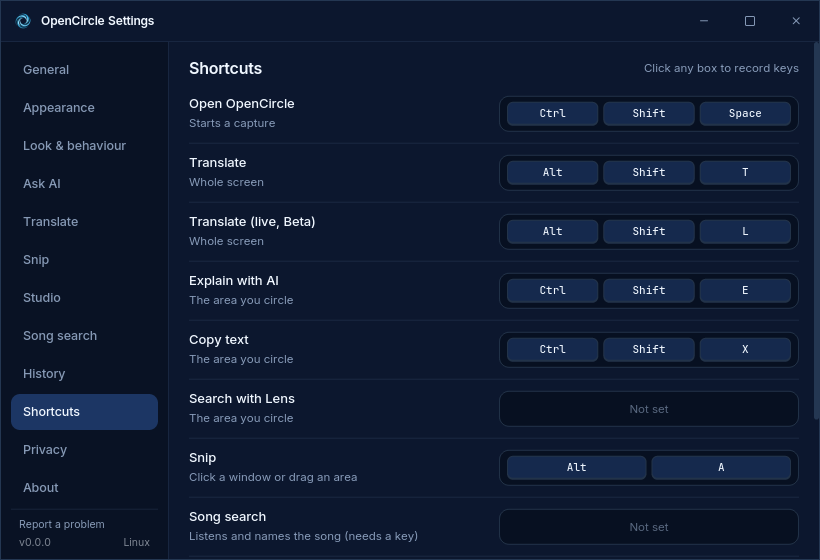 OpenCircle Settings
General
Appearance
Look & behaviour
Ask AI
Translate
Snip
Studio
Song search
History
Shortcuts
Privacy
About
Report a problem
v0.0.0 Linux
Shortcuts Click any box to record keys
Open OpenCircle
Starts a capture
Ctrl Shift Space
Translate
Whole screen
Alt Shift T
Translate (live, Beta)
Whole screen
Alt Shift L
Explain with AI
The area you circle
Ctrl Shift E
Copy text
The area you circle
Ctrl Shift X
Search with Lens
The area you circle
Not set
Snip
Click a window or drag an area
Alt A
Song search
Listens and names the song (needs a key)
Not set